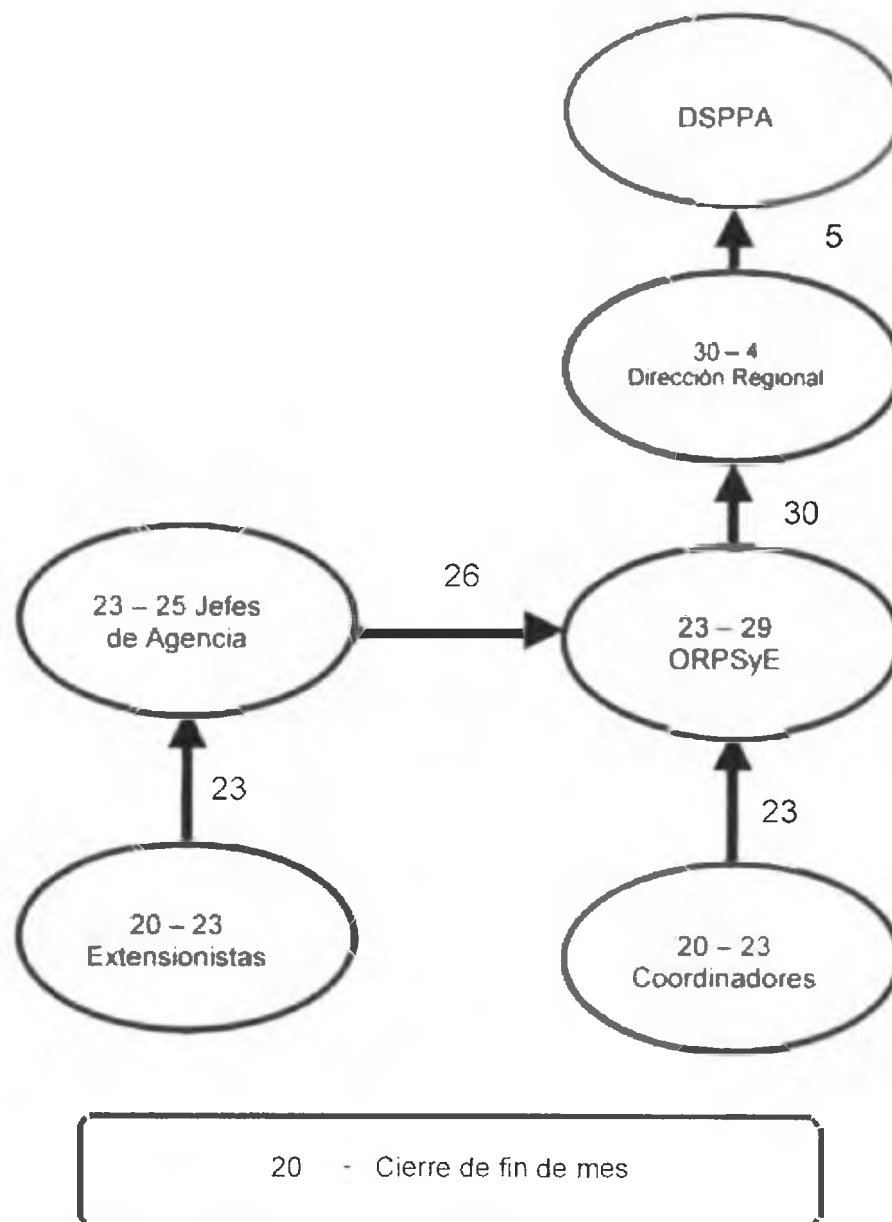 DSPPA
5
30 – 4
Dirección Regional
30
23 – 25 Jefes
de Agencia
26
23 – 29
ORPSyE
23
23
20 – 23
Extensionistas
20 – 23
Coordinadores
20 - Cierre de fin de mes